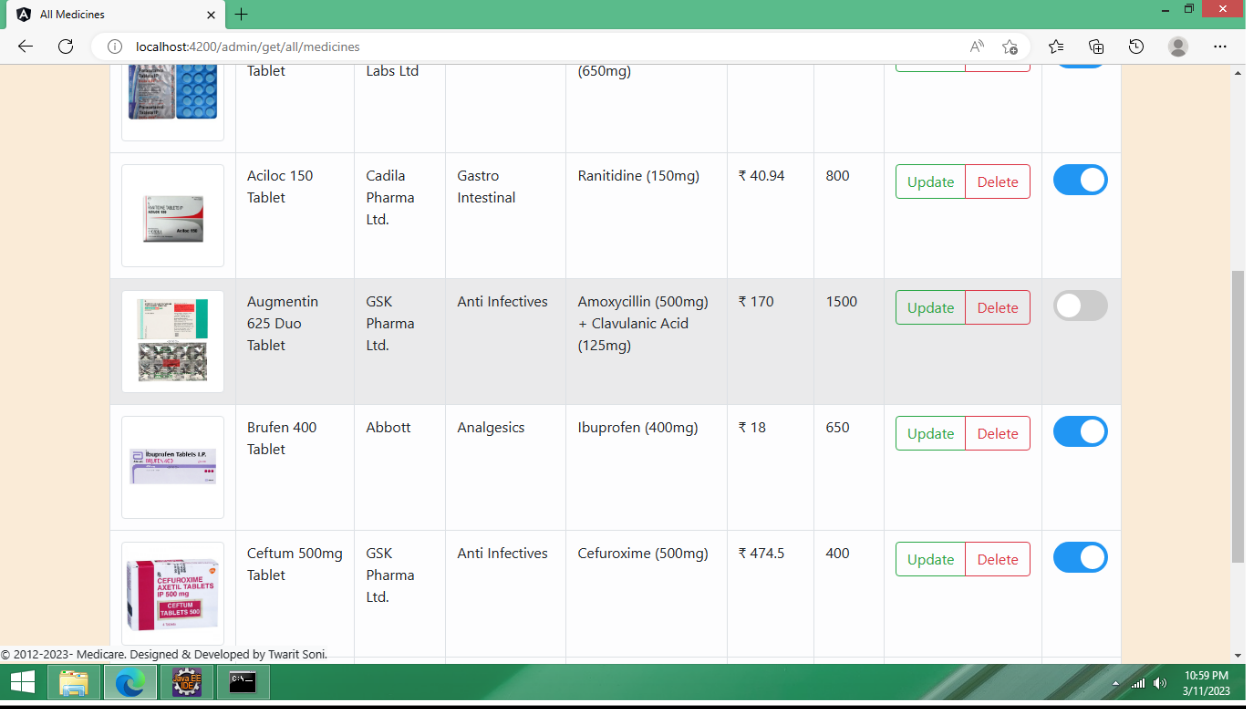 All Medicines
localhost:4200/admin/get/all/medicines
Tablet
Labs Ltd
(650mg)
Aciloc 150
Tablet
Cadila
Pharma
Ltd.
Gastro
Intestinal
Ranitidine (150mg)
₹ 40.94
800
Update
Delete
Augmentin
625 Duo
Tablet
GSK
Pharma
Ltd.
Anti Infectives
Amoxycillin (500mg)
+ Clavulanic Acid
(125mg)
₹ 170
1500
Update
Delete
Ibuprofen Tablets I.P.
Brufen 400
Tablet
Abbott
Analgesics
Ibuprofen (400mg)
₹ 18
650
Update
Delete
CEFUROXIME
AXETIL TABLETS
IP 500 mg
CEFTUM
TABLETS 500
Ceftum 500mg
Tablet
GSK
Pharma
Ltd.
Anti Infectives
Cefuroxime (500mg)
₹ 474.5
400
Update
Delete
© 2012-2023- Medicare. Designed & Developed by Twarit Soni.
Java EE
IDE
C:\._
10:59 PM
3/11/2023